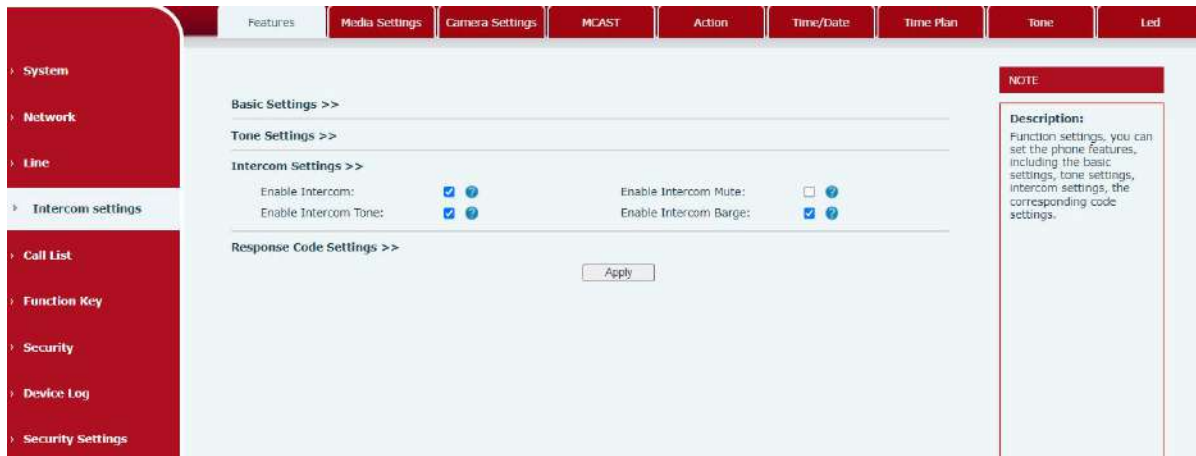 Features
Media Settings
Camera Settings
MCAST
Action
Time/Date
Time Plan
Tone
Led
System
Network
Line
Intercom settings
Call List
Function Key
Security
Device Log
Security Settings
Basic Settings >>
Tone Settings >>
Intercom Settings >>
Enable Intercom:
Enable Intercom Mute:
Enable Intercom Tone:
Enable Intercom Barge:
Response Code Settings >>
Apply
NOTE
Description:
Function settings, you can
set the phone features,
including the basic
settings, tone settings,
intercom settings, the
corresponding code
settings.